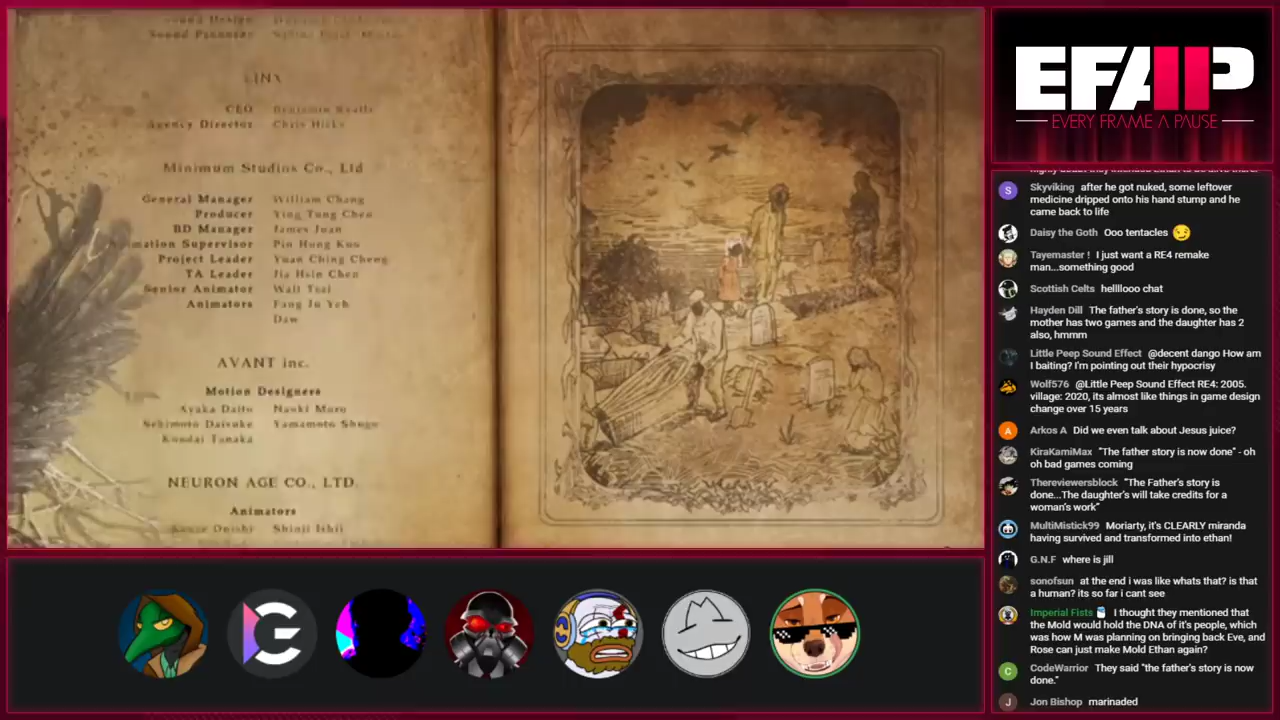 Sound Design
LINX
CEO
Agency Director Chris Hicks
Minimum Studios Co., Ltd
General Manager William Chang
Producer Ying Tung Chen
BD Manager James Juan
Animation Supervisor Pin Hong Kuo
Project Leader Yuan Ching Cheng
TA Leader Jia Hsin Chen
Senior Animator Wait Tsai
Animators Fang Ju Yeh
Daw
AVANT inc.
Motion Designers
Ayaka Daito Naoki Muro
Sekimoto Daisuke Yamamoto Shogo
Koudai Tanaka
NEURON AGE CO., LTD.
Animators
Shinji Ishii
EFAP
EVERY FRAME A PAUSE
S Skyviking after he got nuked, some leftover
medicine dripped onto his hand stump and he
came back to life
Daisy the Goth Ooo tentacles 😏
Tayemaster ! I just want a RE4 remake
man...something good
Scottish Celts hellllooo chat
Hayden Dill The father's story is done, so the
mother has two games and the daughter has 2
also, hmmm
Little Peep Sound Effect @decent dango How am
I baiting? I'm pointing out their hypocrisy
Wolf576 @Little Peep Sound Effect RE4: 2005.
village: 2020, its almost like things in game design
change over 15 years
A Arkos A Did we even talk about Jesus juice?
KiraKamiMax "The father story is now done" - oh
oh bad games coming
Thereviewersblock "The Father's story is
done...The daughter's will take credits for a
woman's work"
MultiMistick99 Moriarty, it's CLEARLY miranda
having survived and transformed into ethan!
G.N.F where is jill
sonofsun at the end i was like whats that? is that
a human? its so far i cant see
Imperial Fists I thought they mentioned that
the Mold would hold the DNA of it's people, which
was how M was planning on bringing back Eve, and
Rose can just make Mold Ethan again?
C CodeWarrior They said "the father's story is now
done."
J Jon Bishop marinaded